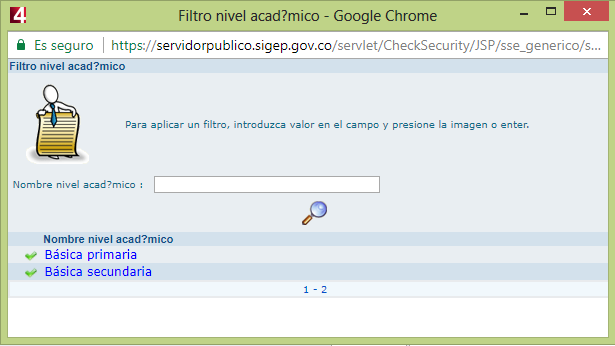 Filtro nivel acad?mico - Google Chrome
Es seguro | https://servidorpublico.sigep.gov.co/servlet/CheckSecurity/JSP/sse_generico/s...
Filtro nivel acad?mico
Para aplicar un filtro, introduzca valor en el campo y presione la imagen o enter.
Nombre nivel acad?mico :
Nombre nivel acad?mico
Básica primaria
Básica secundaria
1 - 2